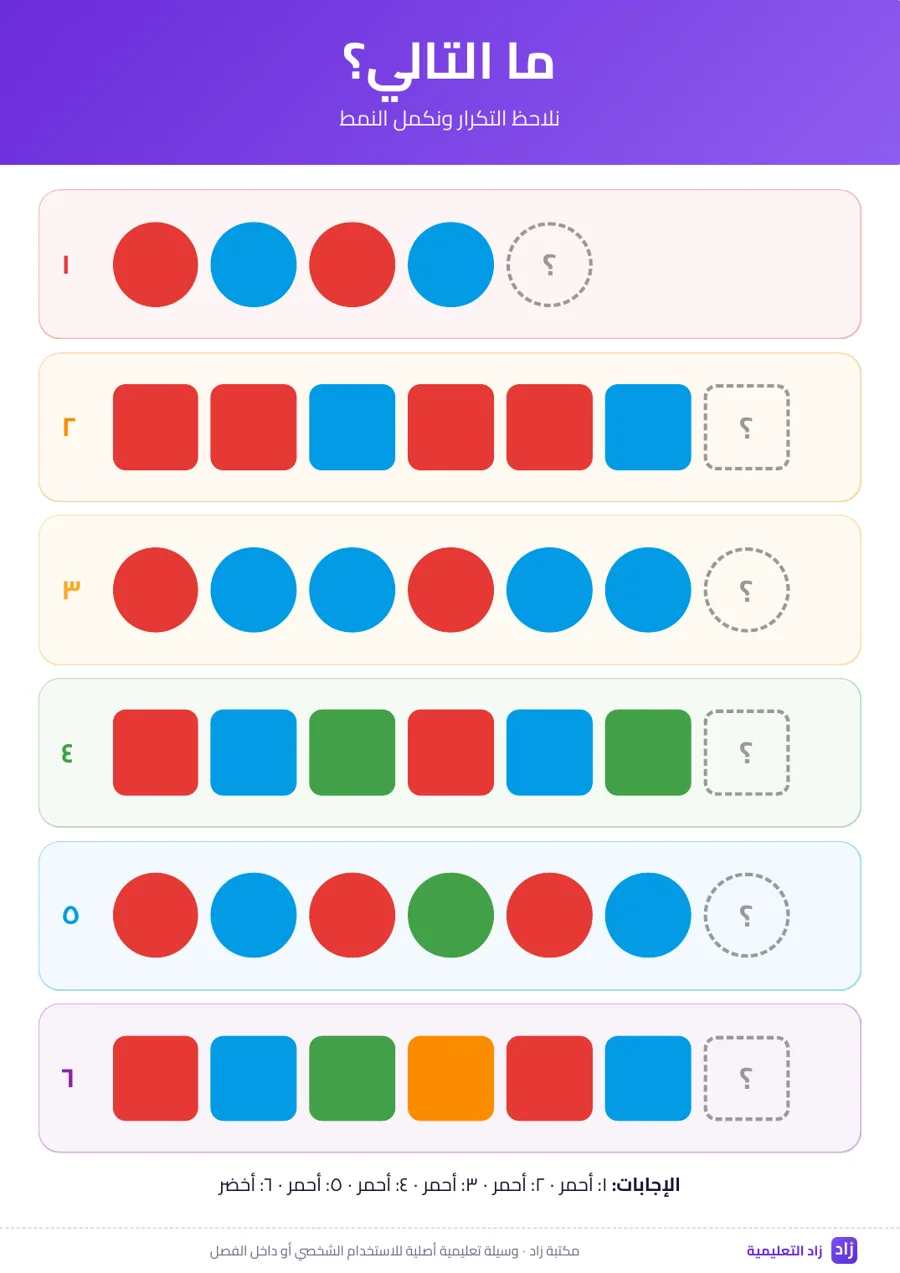 ما التالي؟
نلاحظ التكرار ونكمل النمط
١
؟
٢
؟
٣
؟
٤
؟
٥
؟
٦
؟
الإجابات: ١: أحمر · ٢: أحمر · ٣: أحمر · ٤: أحمر · ٥: أحمر · ٦: أخضر
زاد زاد التعليمية
مكتبة زاد · وسيلة تعليمية أصلية للاستخدام الشخصي أو داخل الفصل